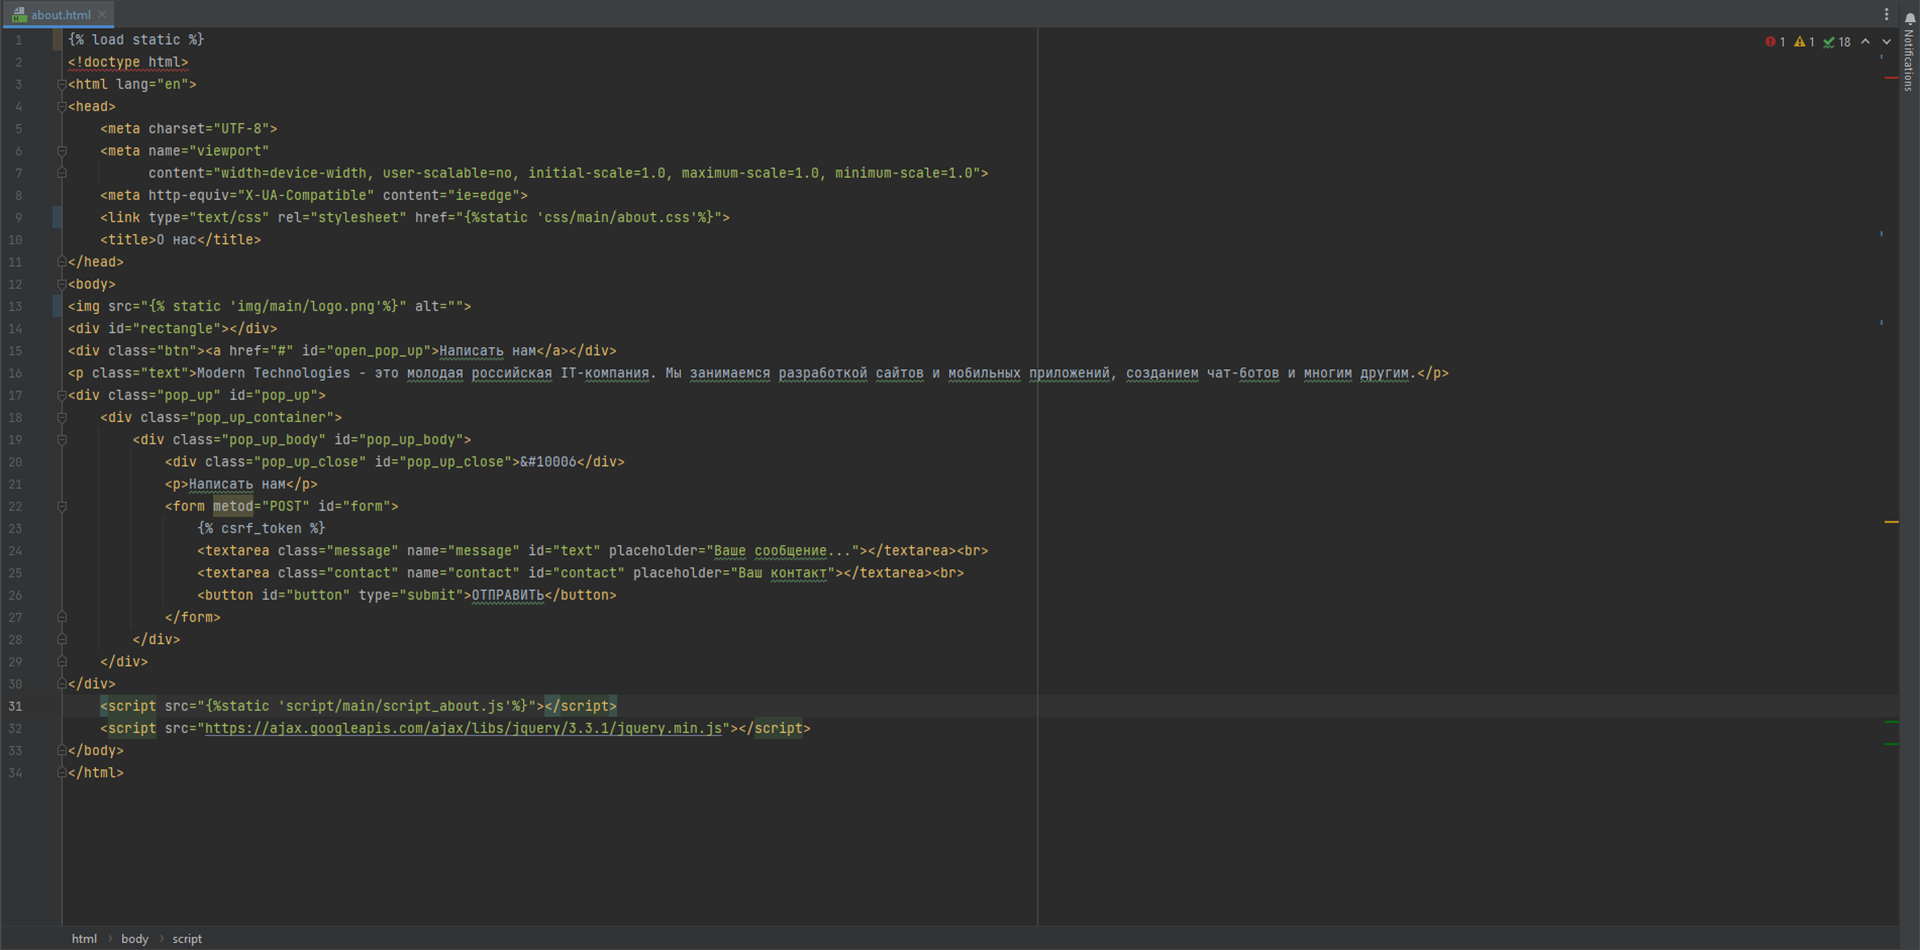 about.html
1 {% load static %}
2 <!doctype html>
3 <html lang="en">
4 <head>
5 <meta charset="UTF-8">
6 <meta name="viewport"
7 content="width=device-width, user-scalable=no, initial-scale=1.0, maximum-scale=1.0, minimum-scale=1.0">
8 <meta http-equiv="X-UA-Compatible" content="ie=edge">
9 <link type="text/css" rel="stylesheet" href="{%static 'css/main/about.css'%}">
10 <title>О нас</title>
11 </head>
12 <body>
13 <img src="{% static 'img/main/logo.png'%}" alt="">
14 <div id="rectangle"></div>
15 <div class="btn"><a href="#" id="open_pop_up">Написать нам</a></div>
16 <p class="text">Modern Technologies - это молодая российская IT-компания. Мы занимаемся разработкой сайтов и мобильных приложений, созданием чат-ботов и многим другим.</p>
17 <div class="pop_up" id="pop_up">
18 <div class="pop_up_container">
19 <div class="pop_up_body" id="pop_up_body">
20 <div class="pop_up_close" id="pop_up_close">&#10006</div>
21 <p>Написать нам</p>
22 <form metod="POST" id="form">
23 {% csrf_token %}
24 <textarea class="message" name="message" id="text" placeholder="Ваше сообщение..."></textarea><br>
25 <textarea class="contact" name="contact" id="contact" placeholder="Ваш контакт"></textarea><br>
26 <button id="button" type="submit">ОТПРАВИТЬ</button>
27 </form>
28 </div>
29 </div>
30 </div>
31 <script src="{%static 'script/main/script_about.js'%}"></script>
32 <script src="https://ajax.googleapis.com/ajax/libs/jquery/3.3.1/jquery.min.js"></script>
33 </body>
34 </html>
1 1 18
Notifications
html body script